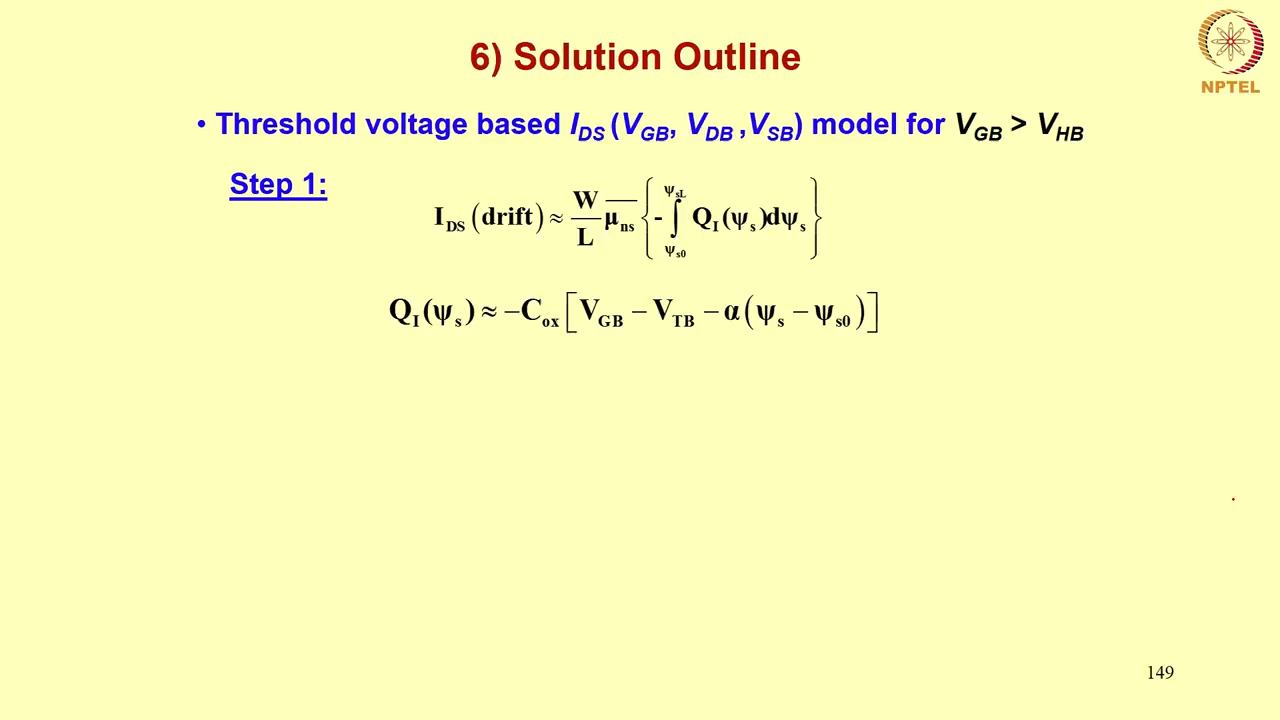 6) Solution Outline
NPTEL
• Threshold voltage based I_DS (V_GB, V_DB ,V_SB) model for V_GB > V_HB
Step 1:
I_DS (drift) ≈ W/L μ̅_ns { - ∫_{ψ_s0}^{ψ_sL} Q_I (ψ_s)dψ_s }
Q_I (ψ_s) ≈ −C_ox [ V_GB − V_TB − α(ψ_s − ψ_s0) ]
149